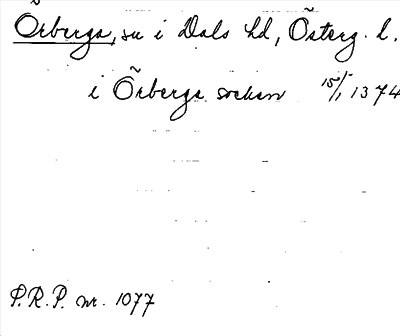 Örberga, sn i Dals hd, Österg. l.
i Örberga socken 15/1 1374
P.R.P. nr. 1077